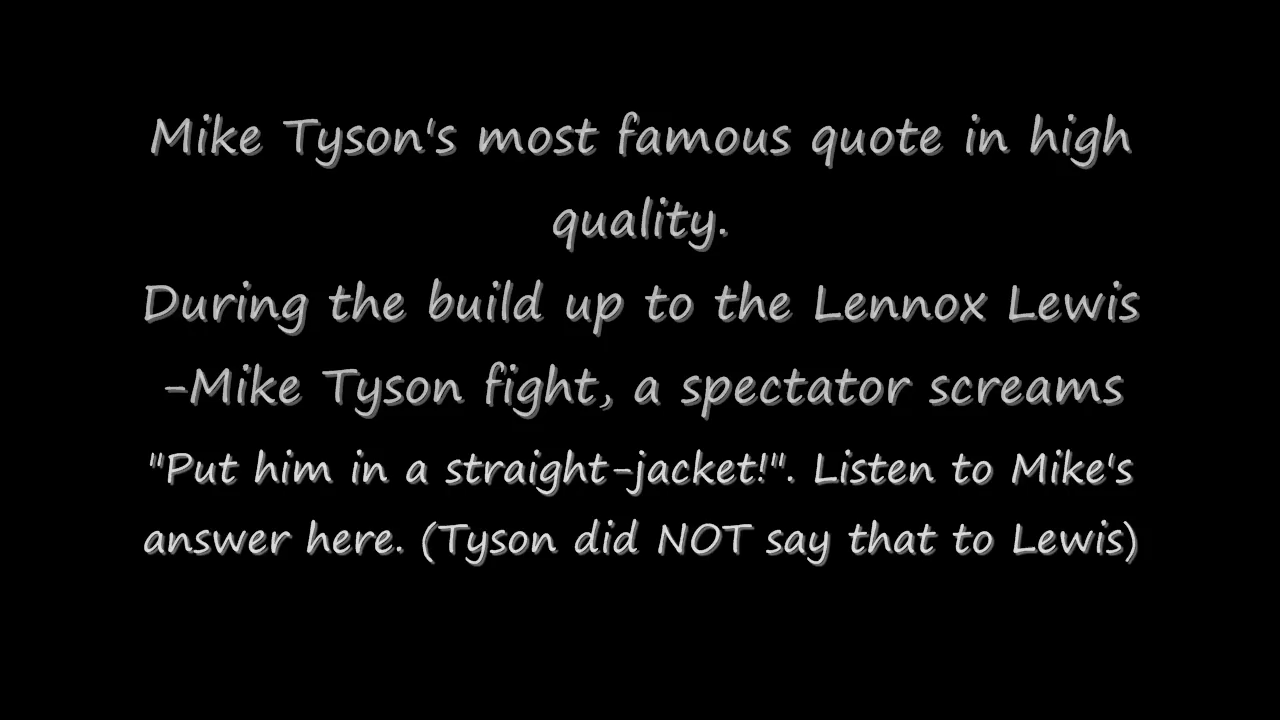 Mike Tyson's most famous quote in high
quality.
During the build up to the Lennox Lewis
-Mike Tyson fight, a spectator screams
"Put him in a straight-jacket!". Listen to Mike's
answer here. (Tyson did NOT say that to Lewis)